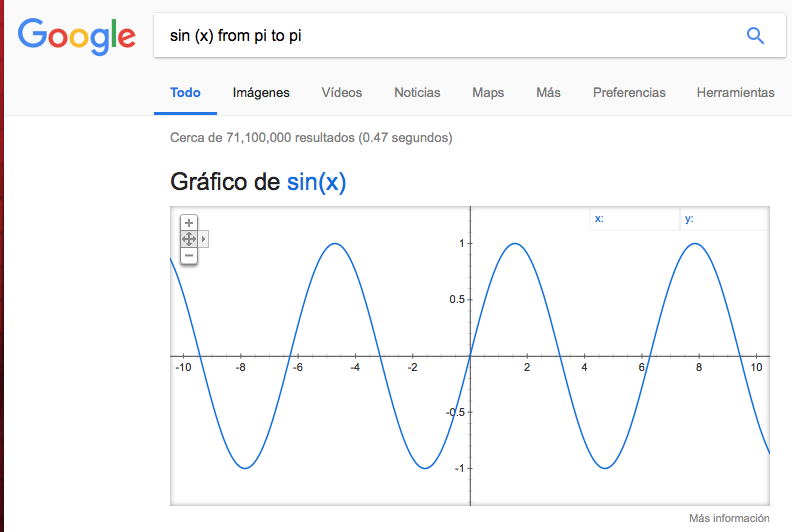 Google sin (x) from pi to pi
Todo Imágenes Vídeos Noticias Maps Más Preferencias Herramientas
Cerca de 71,100,000 resultados (0.47 segundos)
Gráfico de sin(x)
x: y:
1
0.5
-10 -8 -6 -4 -2 2 4 6 8 10
-0.5
-1
Más información